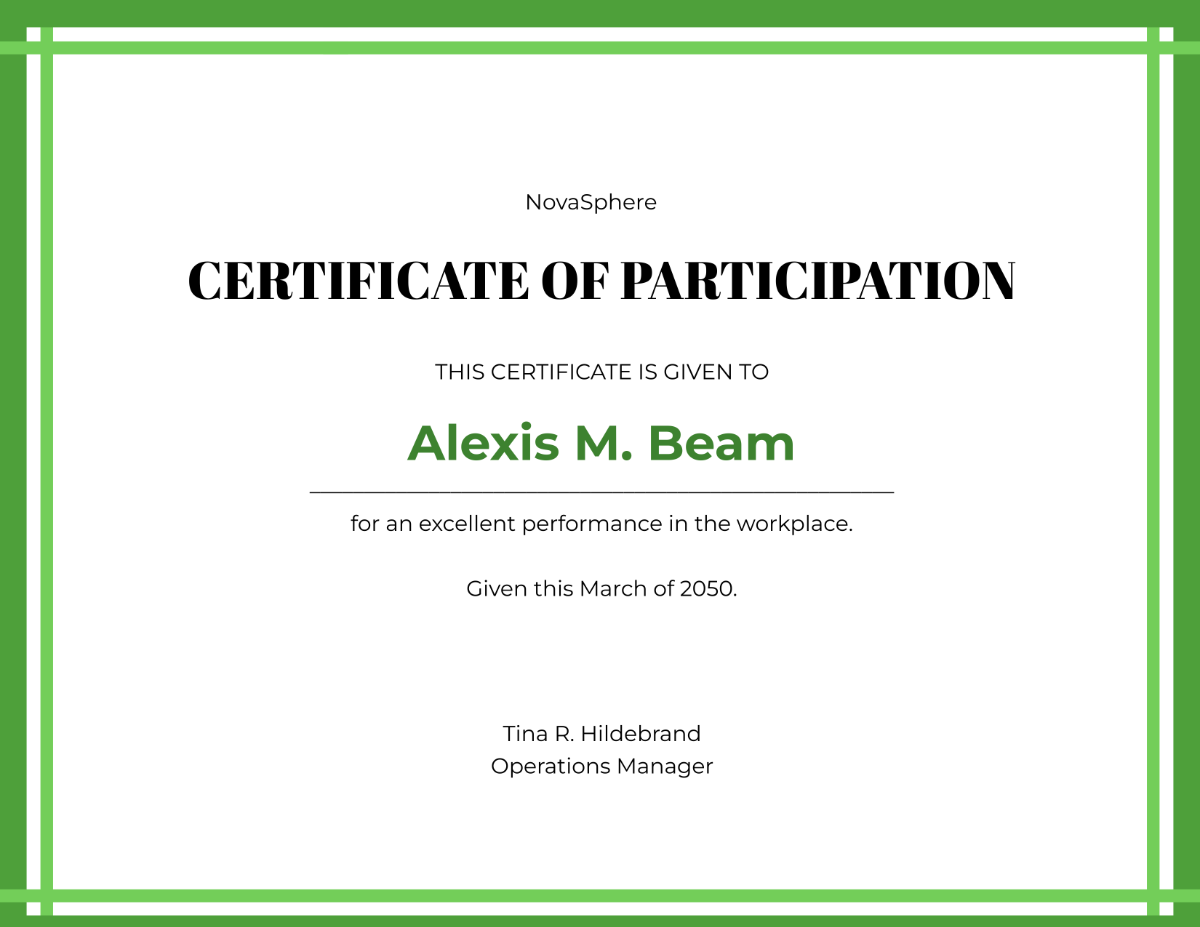 NovaSphere
CERTIFICATE OF PARTICIPATION
THIS CERTIFICATE IS GIVEN TO
Alexis M. Beam
for an excellent performance in the workplace.
Given this March of 2050.
Tina R. Hildebrand
Operations Manager